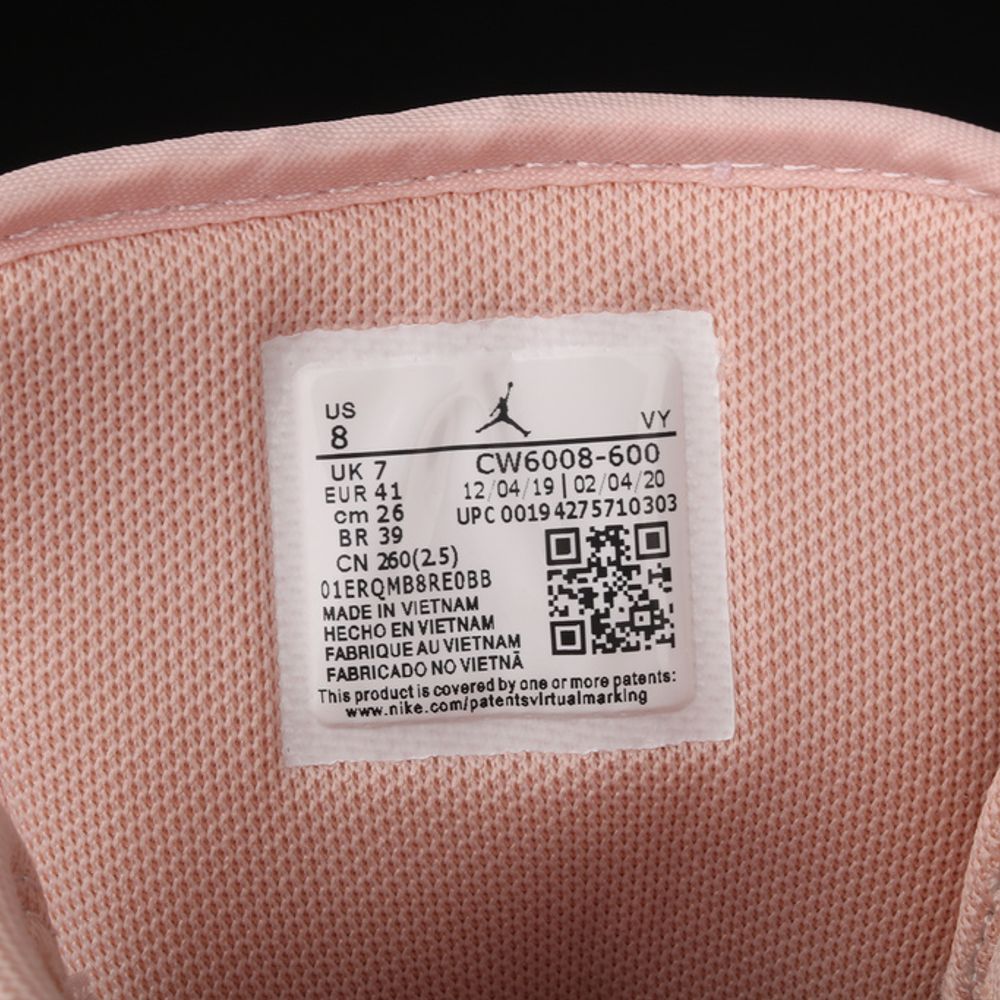 US
8
VY
UK 7
EUR 41
cm 26
BR 39
CN 260(2.5)
CW6008-600
12/04/19 | 02/04/20
UPC 00194275710303
01ERQMB8RE0BB
MADE IN VIETNAM
HECHO EN VIETNAM
FABRIQUE AU VIETNAM
FABRICADO NO VIETNÃ
This product is covered by one or more patents:
www.nike.com/patentsvirtualmarking